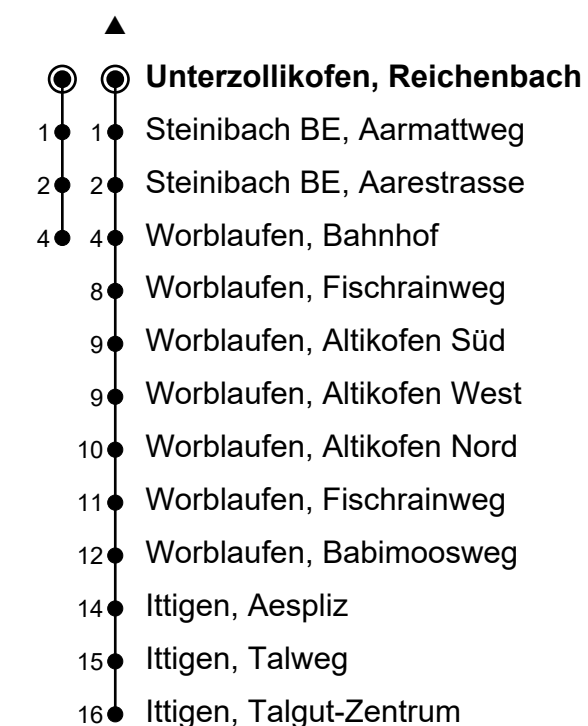 Unterzollikofen, Reichenbach
1 1 Steinibach BE, Aarmattweg
2 2 Steinibach BE, Aarestrasse
4 4 Worblaufen, Bahnhof
8 Worblaufen, Fischrainweg
9 Worblaufen, Altikofen Süd
9 Worblaufen, Altikofen West
10 Worblaufen, Altikofen Nord
11 Worblaufen, Fischrainweg
12 Worblaufen, Babimoosweg
14 Ittigen, Aespliz
15 Ittigen, Talweg
16 Ittigen, Talgut-Zentrum